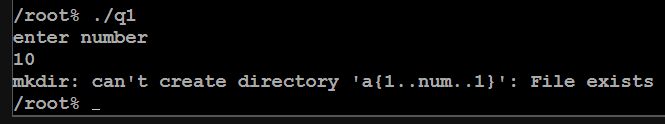 /root% ./q1
enter number
10
mkdir: can't create directory 'a{1..num..1}': File exists
/root% _